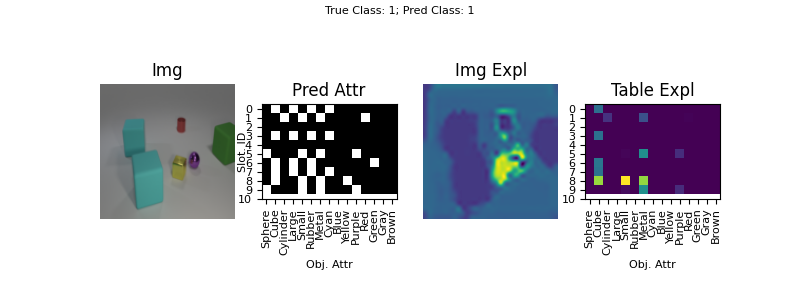 True Class: 1; Pred Class: 1
Img
Pred Attr
Img Expl
Table Expl
Slot. ID
0
1
2
3
4
5
6
7
8
9
10
Sphere
Cube
Cylinder
Large
Small
Rubber
Metal
Cyan
Blue
Yellow
Purple
Red
Green
Gray
Brown
Obj. Attr
0
1
2
3
4
5
6
7
8
9
10
Sphere
Cube
Cylinder
Large
Small
Rubber
Metal
Cyan
Blue
Yellow
Purple
Red
Green
Gray
Brown
Obj. Attr